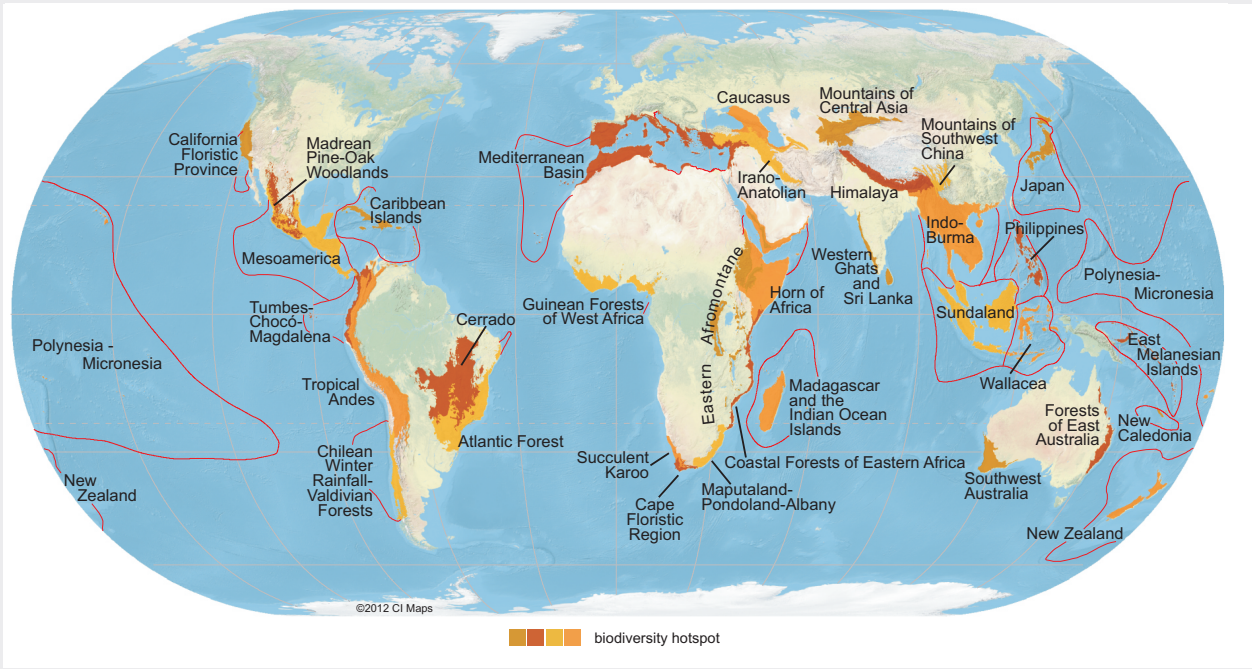 California
Floristic
Province
Madrean
Pine-Oak
Woodlands
Caribbean
Islands
Mesoamerica
Tumbes-
Chocó-
Magdalena
Polynesia -
Micronesia
Tropical
Andes
Cerrado
Atlantic Forest
Chilean
Winter
Rainfall-
Valdivian
Forests
New
Zealand
Mediterranean
Basin
Caucasus
Irano-
Anatolian
Mountains of
Central Asia
Mountains of
Southwest
China
Himalaya
Japan
Indo-
Burma
Philippines
Western
Ghats
and
Sri Lanka
Polynesia-
Micronesia
Guinean Forests
of West Africa
Eastern Afromontane
Horn of
Africa
Sundaland
Wallacea
East
Melanesian
Islands
Madagascar
and the
Indian Ocean
Islands
Forests
of East
Australia
New
Caledonia
Succulent
Karoo
Cape
Floristic
Region
Coastal Forests of Eastern Africa
Maputaland-
Pondoland-Albany
Southwest
Australia
New Zealand
©2012 CI Maps
biodiversity hotspot